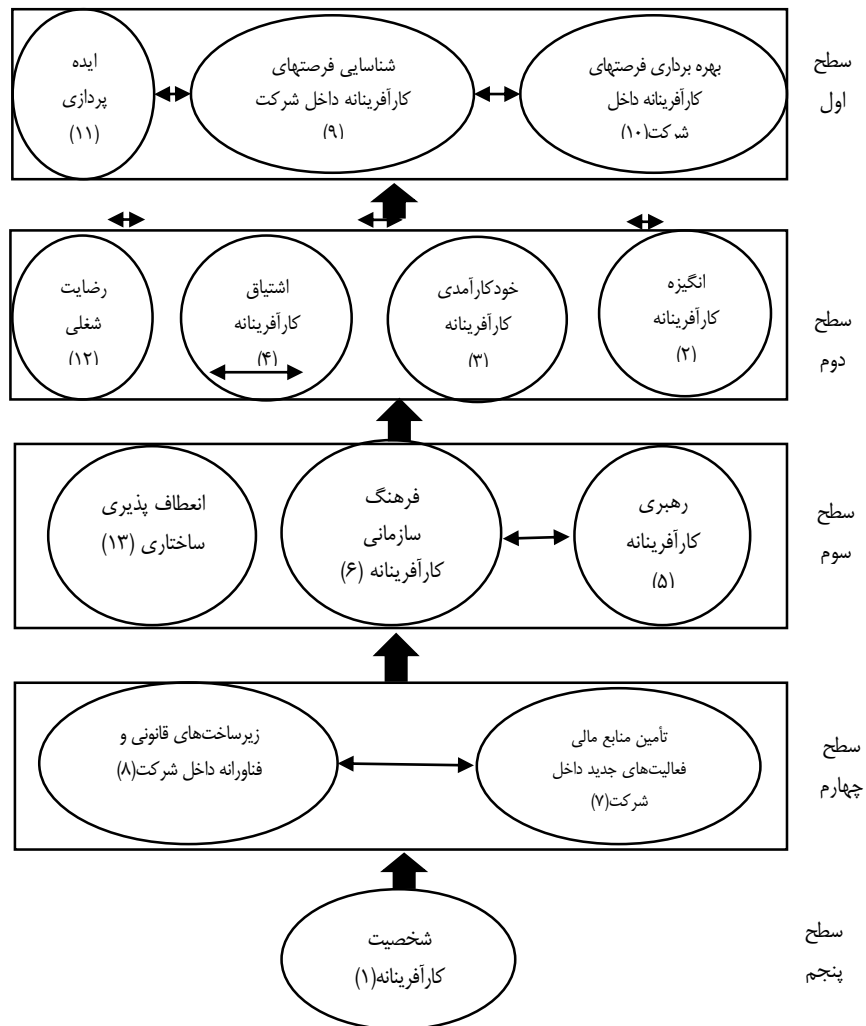 سطح
اول
بهره برداری فرصتهای
کارآفرینانه داخل
شرکت(۱۰)
شناسایی فرصتهای
کارآفرینانه داخل شرکت
(۹)
ایده
پردازی
(۱۱)
سطح
دوم
انگیزه
کارآفرینانه
(۲)
خودکارآمدی
کارآفرینانه
(۳)
اشتیاق
کارآفرینانه
(۴)
رضایت
شغلی
(۱۲)
سطح
سوم
رهبری
کارآفرینانه
(۵)
فرهنگ
سازمانی
کارآفرینانه (۶)
انعطاف پذیری
ساختاری (۱۳)
سطح
چهارم
تأمین منابع مالی
فعالیت‌های جدید داخل
شرکت(۷)
زیرساخت‌های قانونی و
فناورانه داخل شرکت(۸)
سطح
پنجم
شخصیت
کارآفرینانه(۱)